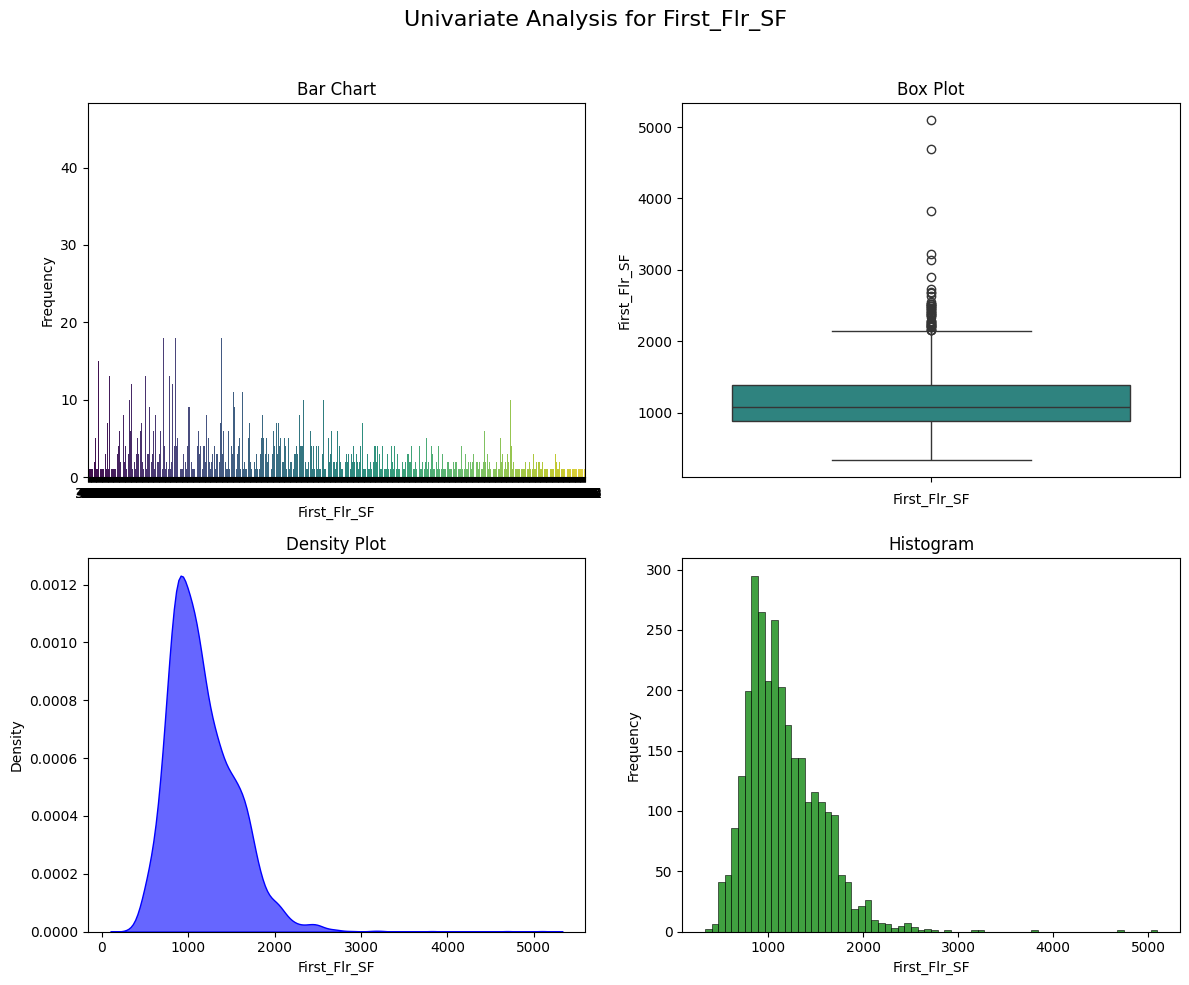 Univariate Analysis for First_Flr_SF
Bar Chart
40
30
20
10
0
Frequency
First_Flr_SF
Box Plot
5000
4000
3000
2000
1000
First_Flr_SF
First_Flr_SF
Density Plot
0.0012
0.0010
0.0008
0.0006
0.0004
0.0002
0.0000
Density
0 1000 2000 3000 4000 5000
First_Flr_SF
Histogram
300
250
200
150
100
50
0
Frequency
1000 2000 3000 4000 5000
First_Flr_SF